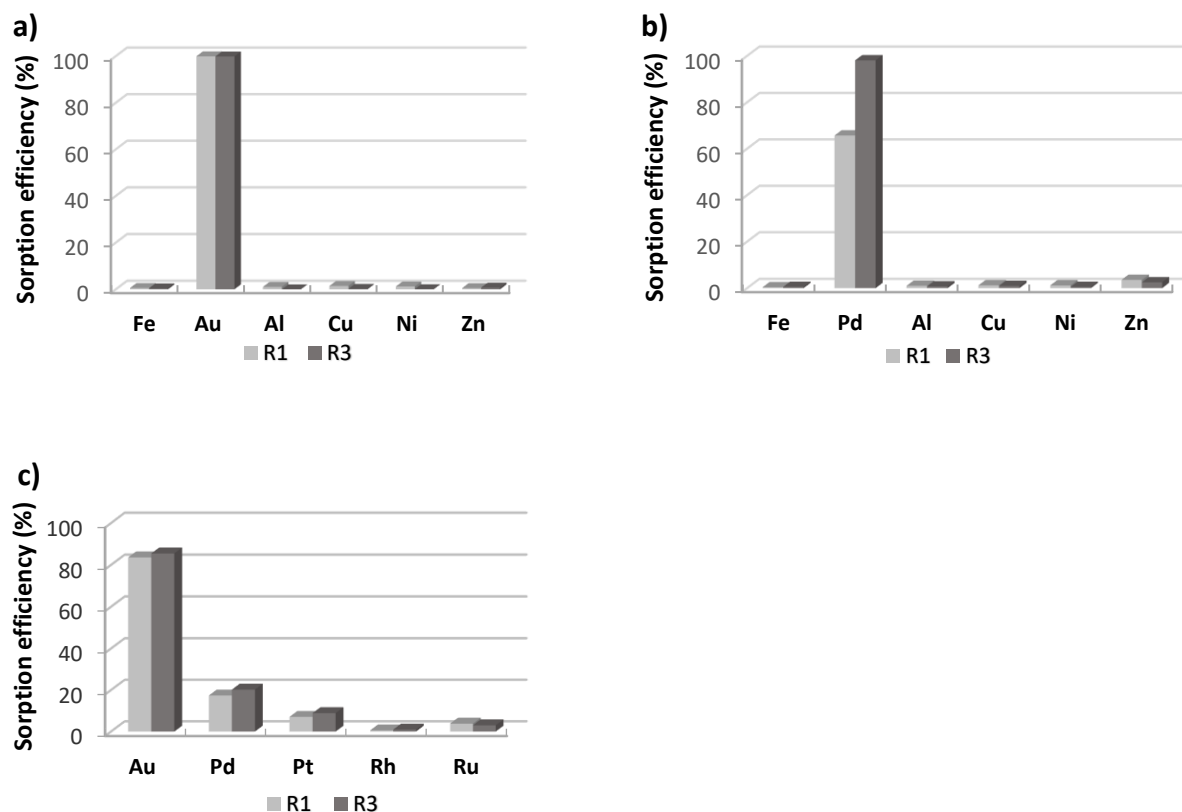 a)
Sorption efficiency (%)
100
80
60
40
20
0
Fe Au Al Cu Ni Zn
R1 R3
b)
Sorption efficiency (%)
100
80
60
40
20
0
Fe Pd Al Cu Ni Zn
R1 R3
c)
Sorption efficiency (%)
100
80
60
40
20
0
Au Pd Pt Rh Ru
R1 R3